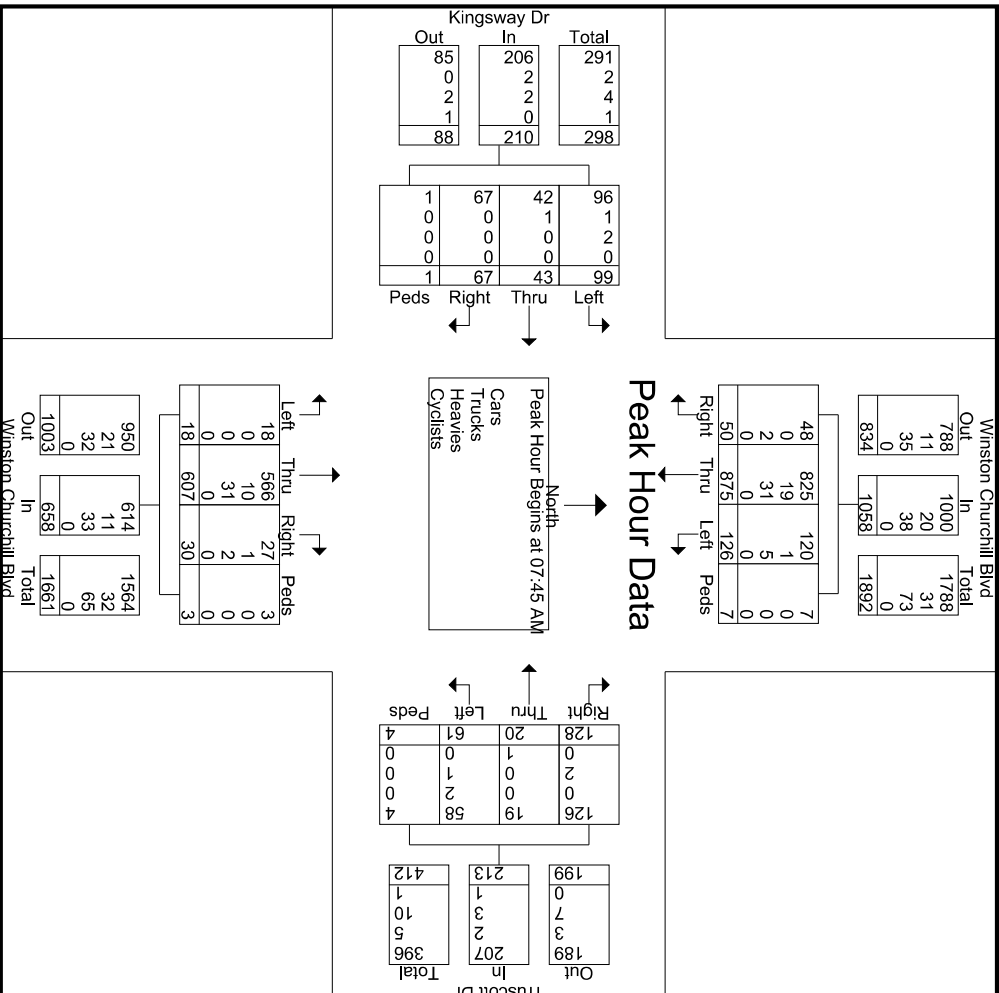 Kingsway Dr
Out In Total
85 206 291
0 2 2
2 2 4
1 0 1
88 210 298
1 67 42 96
0 0 1 1
0 0 0 2
0 0 0 0
1 67 43 99
Peds Right Thru Left
Winston Churchill Blvd
Out In Total
788 1000 1788
11 20 31
35 38 73
0 0 0
834 1058 1892
48 825 120 7
0 19 1 0
2 31 5 0
0 0 0 0
50 875 126 7
Right Thru Left Peds
Peak Hour Data
North
Peak Hour Begins at 07:45 AM
Cars
Trucks
Heavies
Cyclists
Left Thru Right Peds
18 566 27 3
0 10 1 0
0 31 2 0
0 0 0 0
18 607 30 3
950 614 1564
21 11 32
32 33 65
0 0 0
1003 658 1661
Out In Total
Winston Churchill Blvd
Truscott Dr
Out In Total
189 207 396
3 2 5
7 3 10
0 1 1
199 213 412
126 19 58 4
0 0 2 0
2 0 1 0
0 1 0 0
128 20 61 4
Right Thru Left Peds